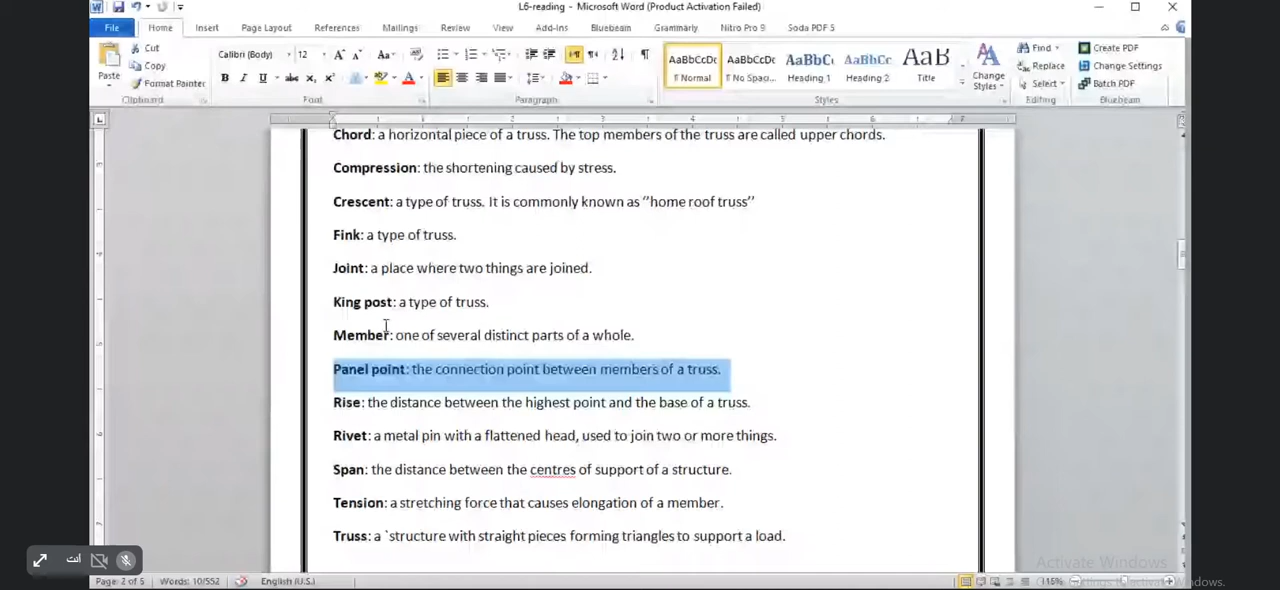 L6-reading - Microsoft Word (Product Activation Failed)
File Home Insert Page Layout References Mailings Review View Add-Ins Bluebeam Grammarly Nitro Pro 9 Soda PDF 5
Cut
Copy
Format Painter
Paste
Calibri (Body) 12
AaBbCcDc AaBbCcDc AaBbC AaBbCc AaB
¶ Normal ¶ No Spaci... Heading 1 Heading 2 Title
Change Styles
Find
Replace
Select
Create PDF
Change Settings
Batch PDF
Clipboard Font Paragraph Styles Editing Bluebeam
Chord: a horizontal piece of a truss. The top members of the truss are called upper chords.
Compression: the shortening caused by stress.
Crescent: a type of truss. It is commonly known as ‘‘home roof truss’’
Fink: a type of truss.
Joint: a place where two things are joined.
King post: a type of truss.
Member: one of several distinct parts of a whole.
Panel point: the connection point between members of a truss.
Rise: the distance between the highest point and the base of a truss.
Rivet: a metal pin with a flattened head, used to join two or more things.
Span: the distance between the centres of support of a structure.
Tension: a stretching force that causes elongation of a member.
Truss: a `structure with straight pieces forming triangles to support a load.
انت
Activate Windows
Page: 2 of 5 Words: 10/552 English (U.S.) 115%